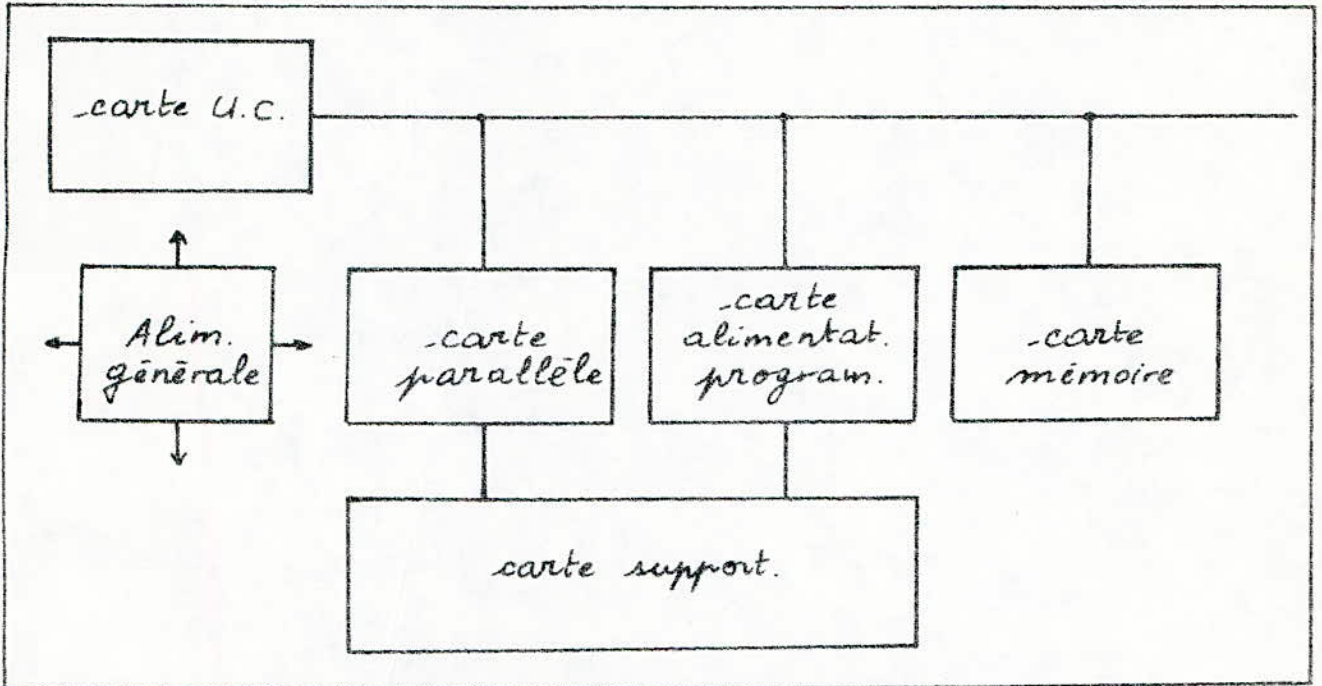 carte U.C.
Alim.
générale
carte
parallèle
carte
alimentat.
program.
carte
mémoire
carte support.